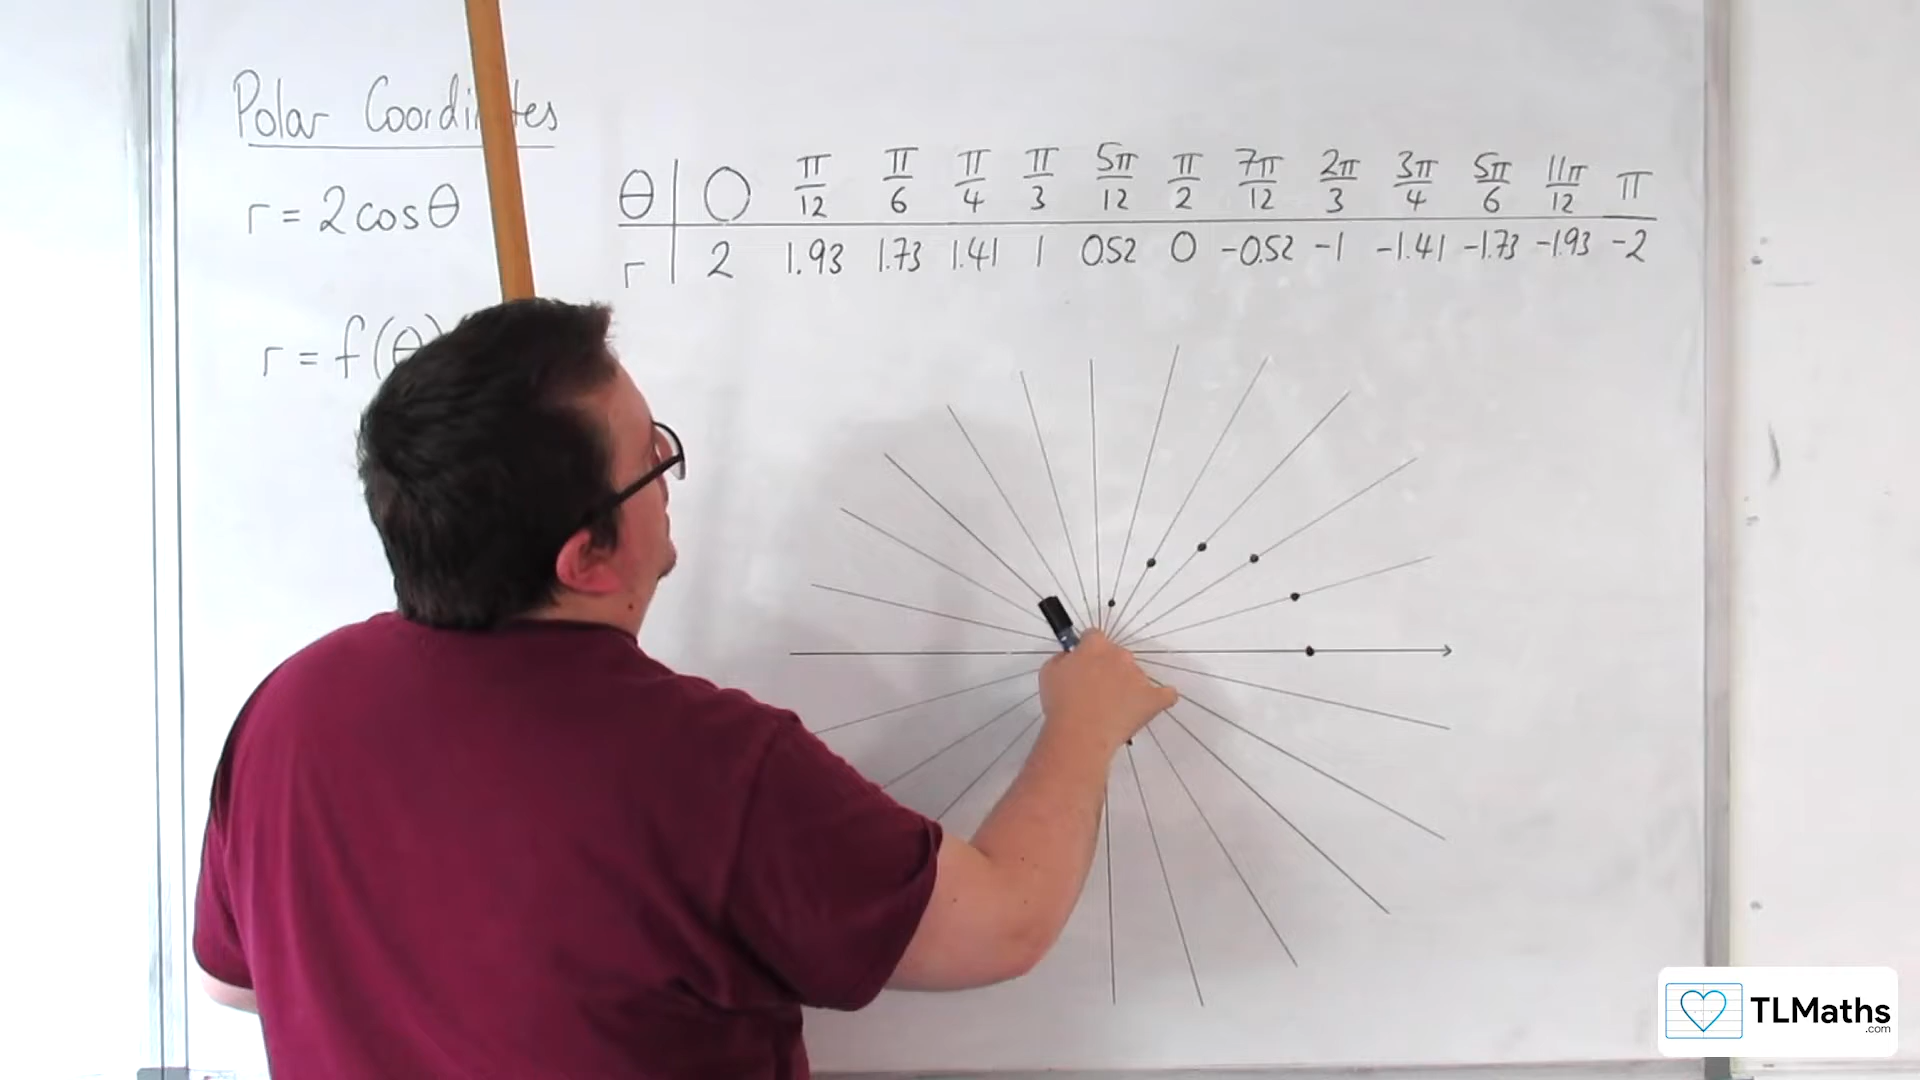 Polar Coordinates
r = 2cosθ
θ | 0 π/12 π/6 π/4 π/3 5π/12 π/2 7π/12 2π/3 3π/4 5π/6 11π/12 π
r | 2 1.93 1.73 1.41 1 0.52 0 -0.52 -1 -1.41 -1.73 -1.93 -2
r = f(θ)
TLMaths
.com